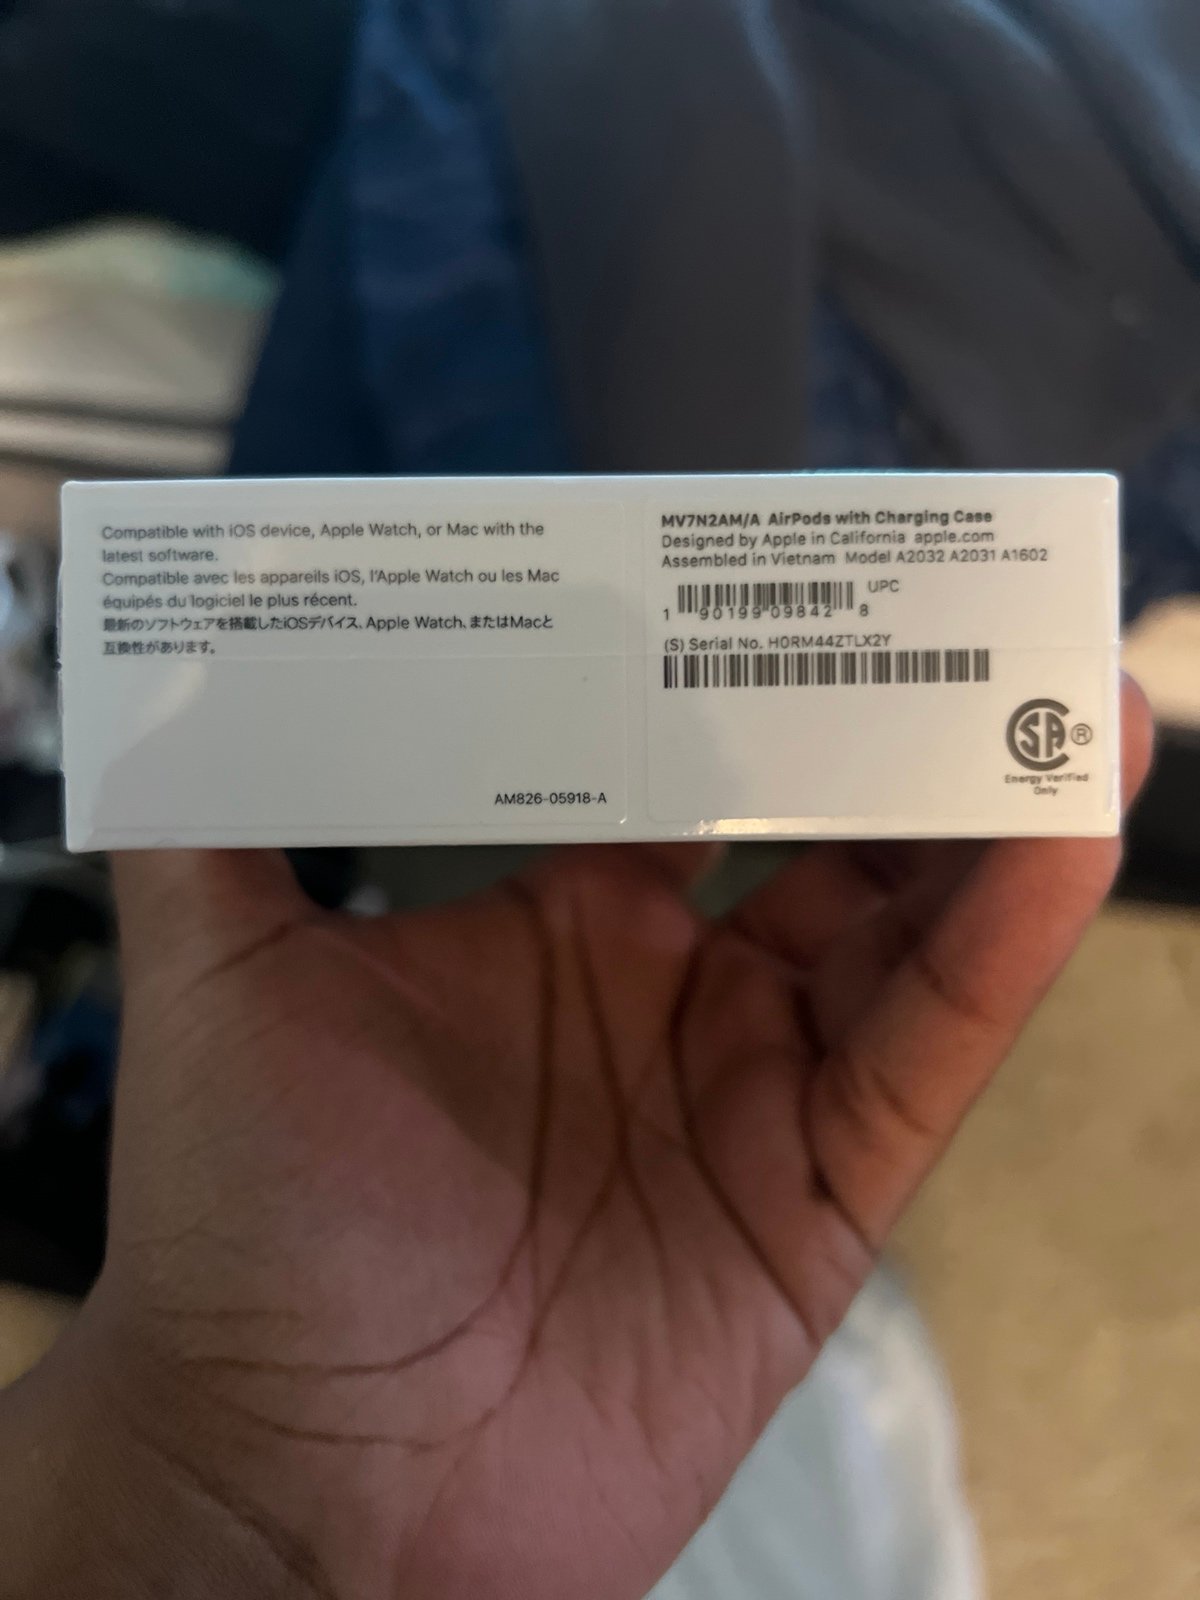 Compatible with iOS device, Apple Watch, or Mac with the
latest software.
Compatible avec les appareils iOS, l'Apple Watch ou les Mac
équipés du logiciel le plus récent.
最新のソフトウェアを搭載したiOSデバイス、Apple Watch、またはMacと
互換性があります。
AM826-05918-A
MV7N2AM/A AirPods with Charging Case
Designed by Apple in California apple.com
Assembled in Vietnam Model A2032 A2031 A1602
UPC
1 90199 09842 8
(S) Serial No. H0RM44ZTLX2Y
SA ®
Energy Verified
Only